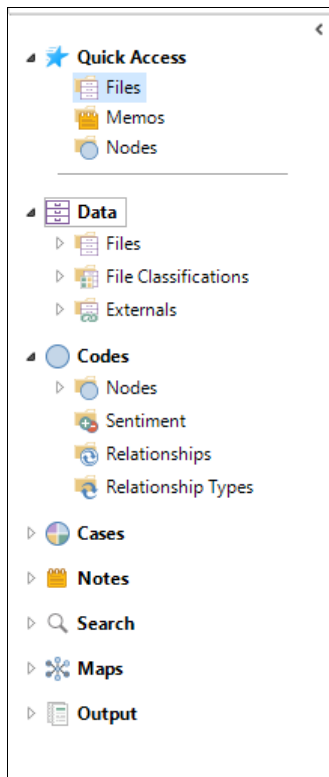 Quick Access
Files
Memos
Nodes
Data
Files
File Classifications
Externals
Codes
Nodes
Sentiment
Relationships
Relationship Types
Cases
Notes
Search
Maps
Output